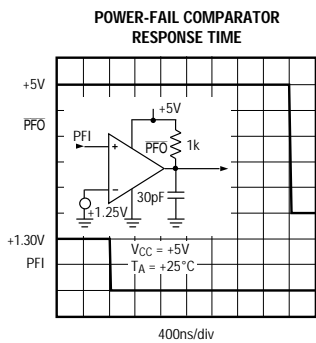 POWER-FAIL COMPARATOR
RESPONSE TIME
+5V
+5V
PFO
PFI
PFO
1k
+
−
30pF
+1.25V
+1.30V
VCC = +5V
PFI
TA = +25°C
400ns/div